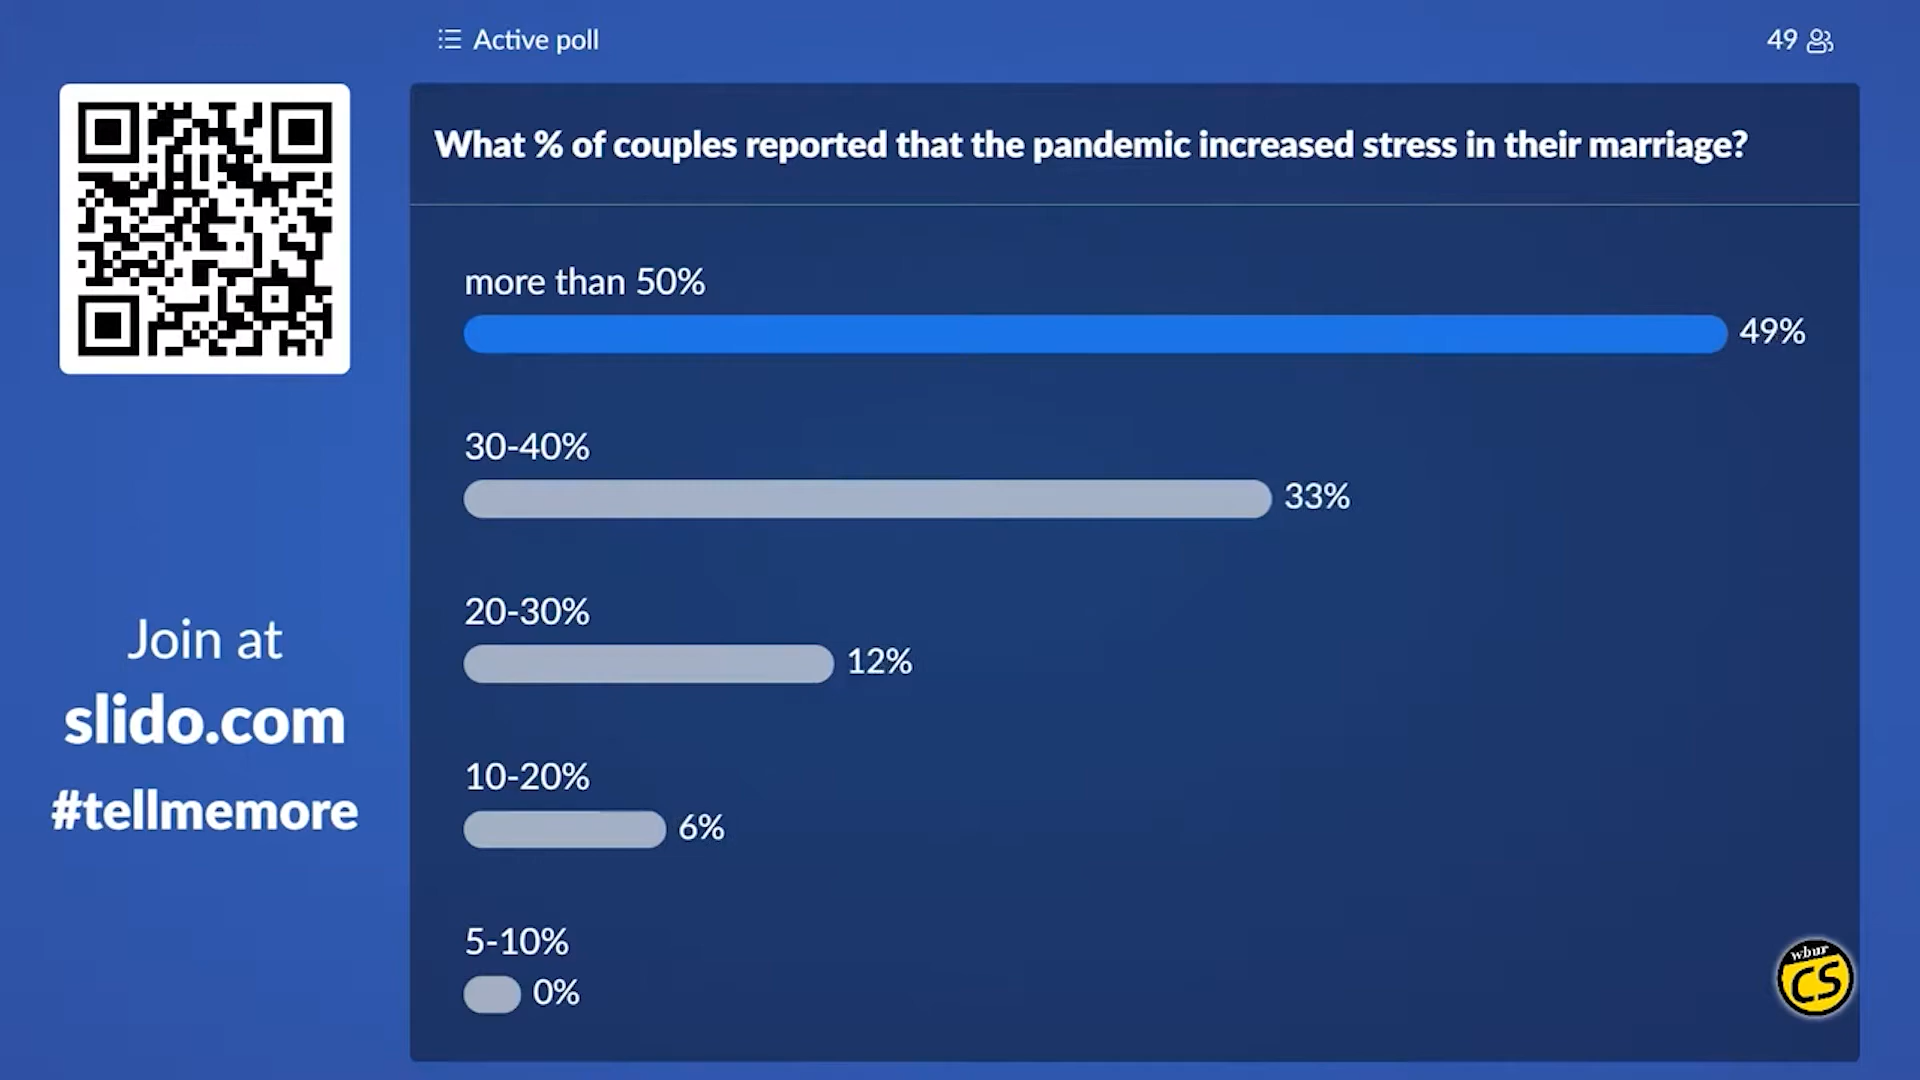 Active poll
49
What % of couples reported that the pandemic increased stress in their marriage?
more than 50%
49%
30-40%
33%
20-30%
12%
10-20%
6%
5-10%
0%
Join at
slido.com
#tellmemore
wbur
CS